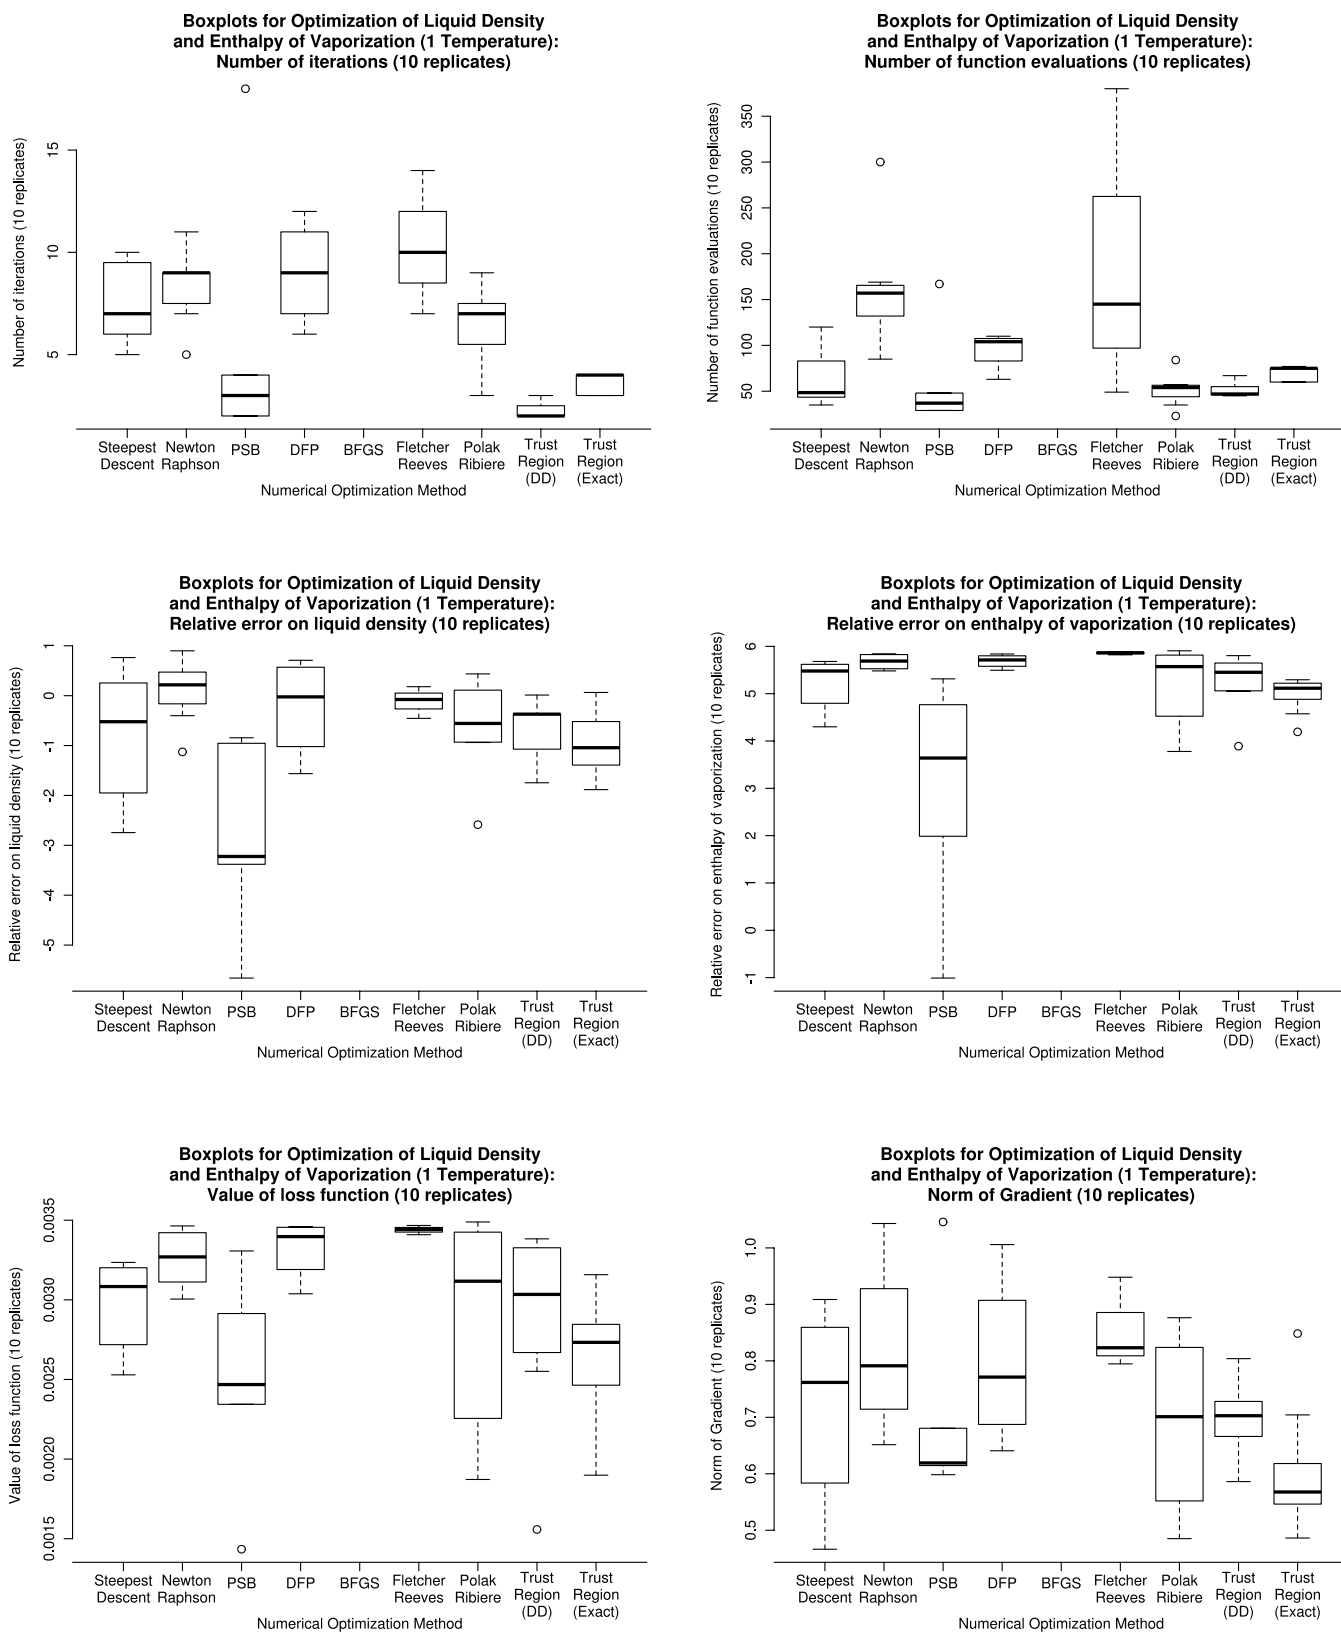 Boxplots for Optimization of Liquid Density
and Enthalpy of Vaporization (1 Temperature):
Number of iterations (10 replicates)
Number of iterations (10 replicates)
15
10
5
Steepest Newton PSB DFP BFGS Fletcher Polak Trust Trust
Descent Raphson Reeves Ribiere Region Region
(DD) (Exact)
Numerical Optimization Method
Boxplots for Optimization of Liquid Density
and Enthalpy of Vaporization (1 Temperature):
Number of function evaluations (10 replicates)
Number of function evaluations (10 replicates)
350
300
250
200
150
100
50
Steepest Newton PSB DFP BFGS Fletcher Polak Trust Trust
Descent Raphson Reeves Ribiere Region Region
(DD) (Exact)
Numerical Optimization Method
Boxplots for Optimization of Liquid Density
and Enthalpy of Vaporization (1 Temperature):
Relative error on liquid density (10 replicates)
Relative error on liquid density (10 replicates)
1
0
-1
-2
-3
-4
-5
Steepest Newton PSB DFP BFGS Fletcher Polak Trust Trust
Descent Raphson Reeves Ribiere Region Region
(DD) (Exact)
Numerical Optimization Method
Boxplots for Optimization of Liquid Density
and Enthalpy of Vaporization (1 Temperature):
Relative error on enthalpy of vaporization (10 replicates)
Relative error on enthalpy of vaporization (10 replicates)
6
5
4
3
2
1
0
-1
Steepest Newton PSB DFP BFGS Fletcher Polak Trust Trust
Descent Raphson Reeves Ribiere Region Region
(DD) (Exact)
Numerical Optimization Method
Boxplots for Optimization of Liquid Density
and Enthalpy of Vaporization (1 Temperature):
Value of loss function (10 replicates)
Value of loss function (10 replicates)
0.0035
0.0030
0.0025
0.0020
0.0015
Steepest Newton PSB DFP BFGS Fletcher Polak Trust Trust
Descent Raphson Reeves Ribiere Region Region
(DD) (Exact)
Numerical Optimization Method
Boxplots for Optimization of Liquid Density
and Enthalpy of Vaporization (1 Temperature):
Norm of Gradient (10 replicates)
Norm of Gradient (10 replicates)
1.0
0.9
0.8
0.7
0.6
0.5
Steepest Newton PSB DFP BFGS Fletcher Polak Trust Trust
Descent Raphson Reeves Ribiere Region Region
(DD) (Exact)
Numerical Optimization Method